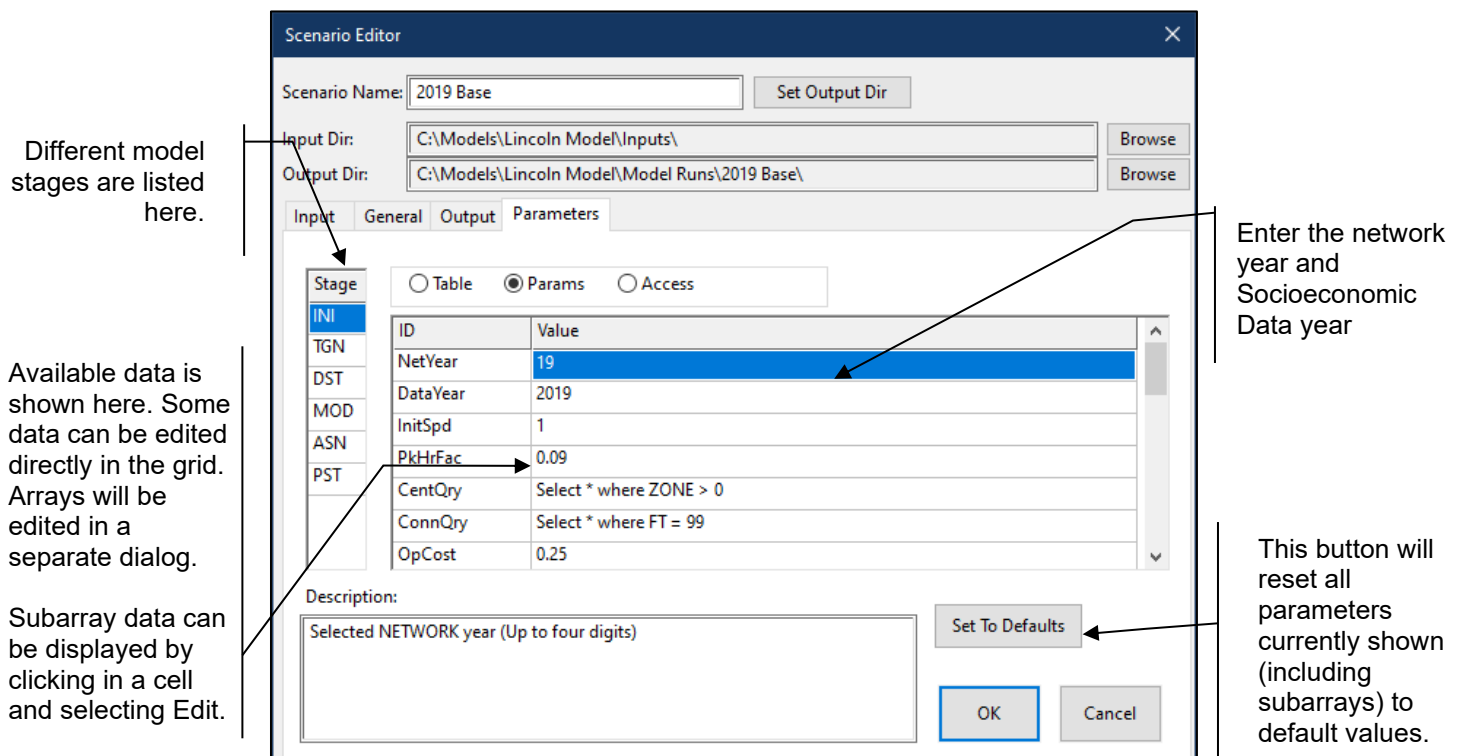 Scenario Editor
Scenario Name: 2019 Base Set Output Dir
Input Dir: C:\Models\Lincoln Model\Inputs\ Browse
Output Dir: C:\Models\Lincoln Model\Model Runs\2019 Base\ Browse
Input General Output Parameters
Different model
stages are listed
here.
Stage
INI
TGN
DST
MOD
ASN
PST
Table Params Access
ID Value
NetYear 19
DataYear 2019
InitSpd 1
PkHrFac 0.09
CentQry Select * where ZONE > 0
ConnQry Select * where FT = 99
OpCost 0.25
Enter the network
year and
Socioeconomic
Data year
Available data is
shown here. Some
data can be edited
directly in the grid.
Arrays will be
edited in a
separate dialog.
Subarray data can
be displayed by
clicking in a cell
and selecting Edit.
Description:
Selected NETWORK year (Up to four digits)
Set To Defaults
OK Cancel
This button will
reset all
parameters
currently shown
(including
subarrays) to
default values.